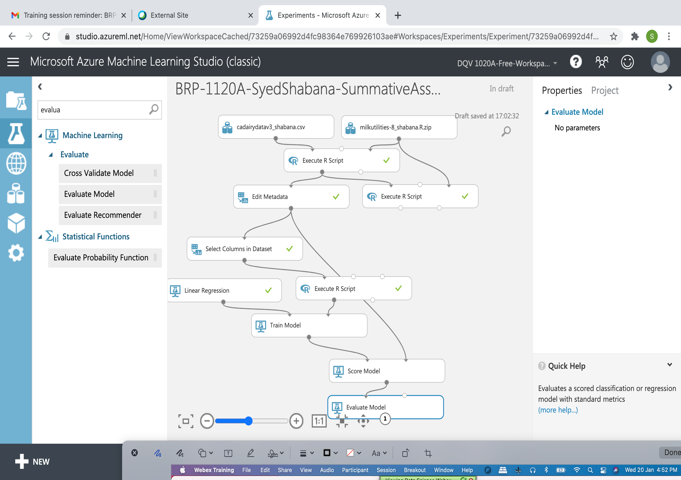 Training session reminder: BRP
External Site
Experiments - Microsoft Azure
studio.azureml.net/Home/ViewWorkspaceCached/73259a06992d4fc98364e769926103ae#Workspaces/Experiments/Experiment/73259a06992d4f...
S
Microsoft Azure Machine Learning Studio (classic)
DQV 1020A-Free-Workspa...
evalua
Machine Learning
Evaluate
Cross Validate Model
Evaluate Model
Evaluate Recommender
Statistical Functions
Evaluate Probability Function
NEW
BRP-1120A-SyedShabana-SummativeAss...
In draft
Draft saved at 17:02:32
cadairydatav3_shabana.csv
milkutilities-8_shabana.R.zip
Execute R Script
Edit Metadata
Execute R Script
Select Columns in Dataset
Linear Regression
Execute R Script
Train Model
Score Model
Evaluate Model
1
1:1
Properties
Project
Evaluate Model
No parameters
Quick Help
Evaluates a scored classification or regression
model with standard metrics
(more help...)
Aa
Done
Webex Training
File
Edit
Share
View
Audio
Participant
Session
Breakout
Window
Help
Wed 20 Jan 4:52 PM